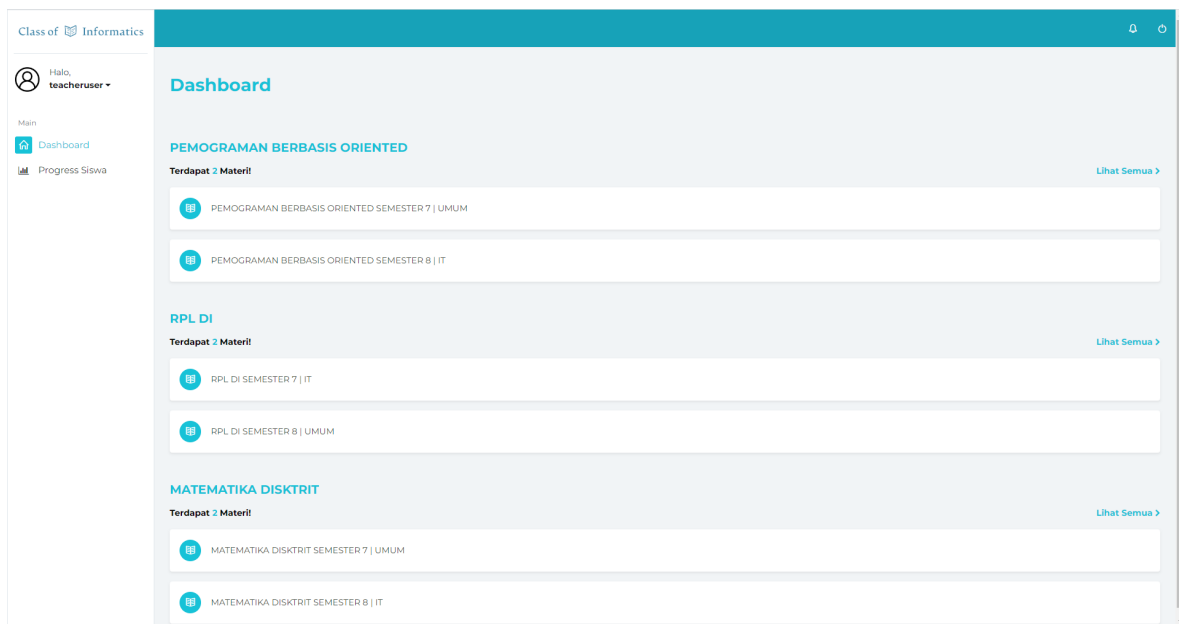 Class of Informatics
Halo,
teacheruser
Main
Dashboard
Progress Siswa
Dashboard
PEMOGRAMAN BERBASIS ORIENTED
Terdapat 2 Materi!
Lihat Semua >
PEMOGRAMAN BERBASIS ORIENTED SEMESTER 7 | UMUM
PEMOGRAMAN BERBASIS ORIENTED SEMESTER 8 | IT
RPL DI
Terdapat 2 Materi!
Lihat Semua >
RPL DI SEMESTER 7 | IT
RPL DI SEMESTER 8 | UMUM
MATEMATIKA DISKTRIT
Terdapat 2 Materi!
Lihat Semua >
MATEMATIKA DISKTRIT SEMESTER 7 | UMUM
MATEMATIKA DISKTRIT SEMESTER 8 | IT